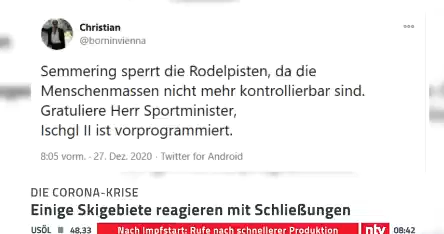 Christian
@borninvienna
Semmering sperrt die Rodelpisten, da die
Menschenmassen nicht mehr kontrollierbar sind.
Gratuliere Herr Sportminister,
Ischgl II ist vorprogrammiert.
8:05 vorm. · 27. Dez. 2020 · Twitter for Android
DIE CORONA-KRISE
Einige Skigebiete reagieren mit Schließungen
USÖL 48,33 Nach Impfstart: Rufe nach schnellerer Produktion ntv 08:42